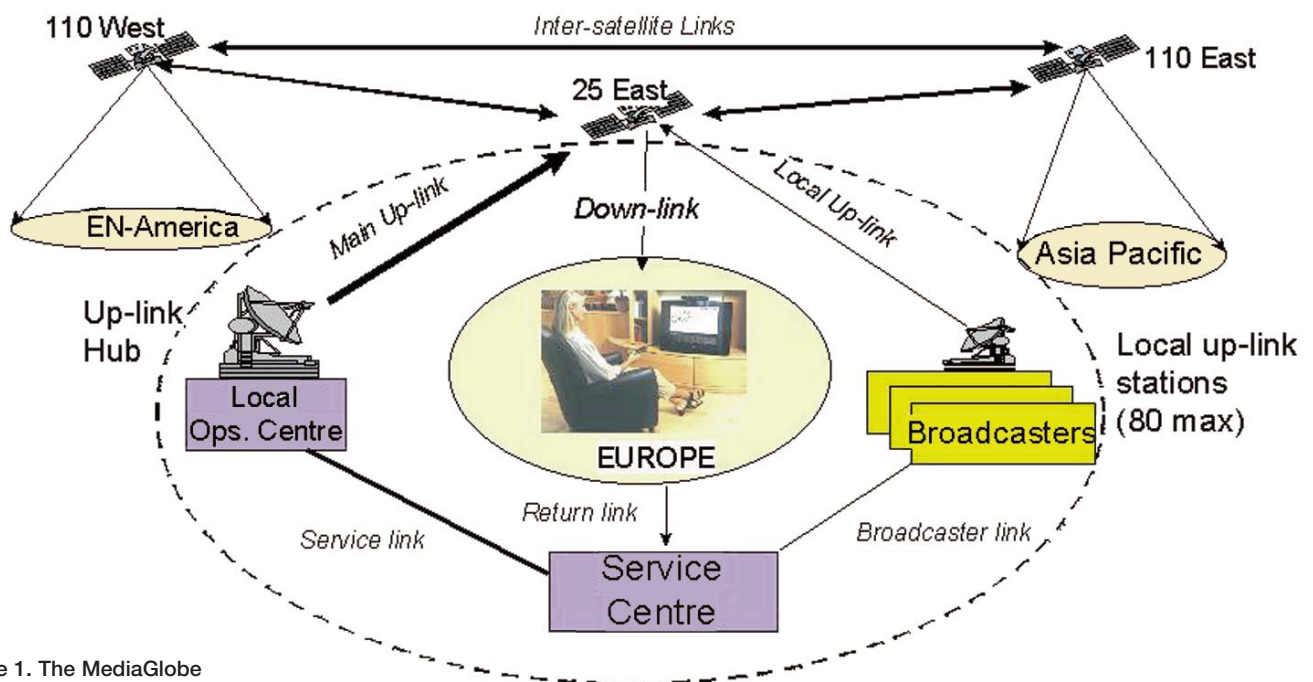 110 West
Inter-satellite Links
110 East
25 East
EN-America
Main Up-link
Down-link
Local Up-link
Asia Pacific
Up-link
Hub
Local up-link
stations
(80 max)
Local
Ops. Centre
Broadcasters
EUROPE
Service link
Return link
Broadcaster link
Service
Centre
e 1. The MediaGlobe